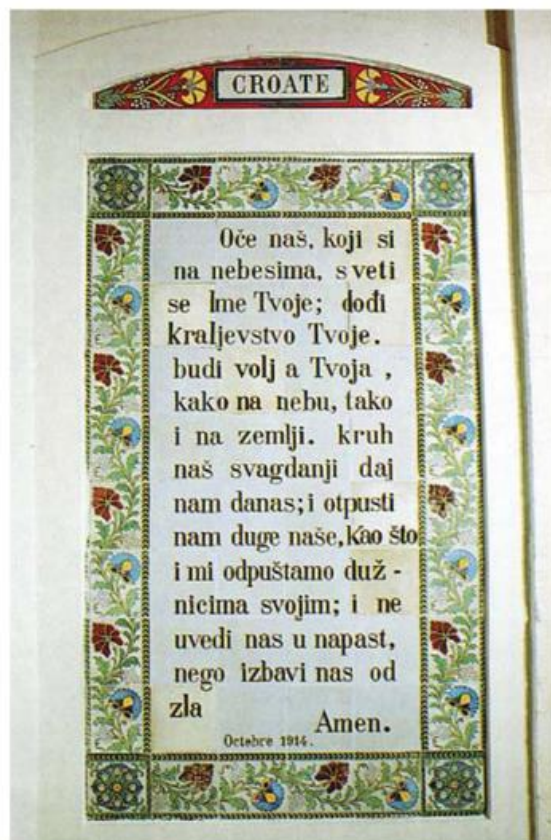 CROATE
Oče naš, koji si
na nebesima, sveti
se Ime Tvoje; dođi
kraljevstvo Tvoje.
budi volj a Tvoja ,
kako na nebu, tako
i na zemlji. kruh
naš svagdanji daj
nam danas; i otpusti
nam duge naše, kao što
i mi odpuštamo duž -
nicima svojim; i ne
uvedi nas u napast,
nego izbavi nas od
zla
Amen.
Octobre 1914.